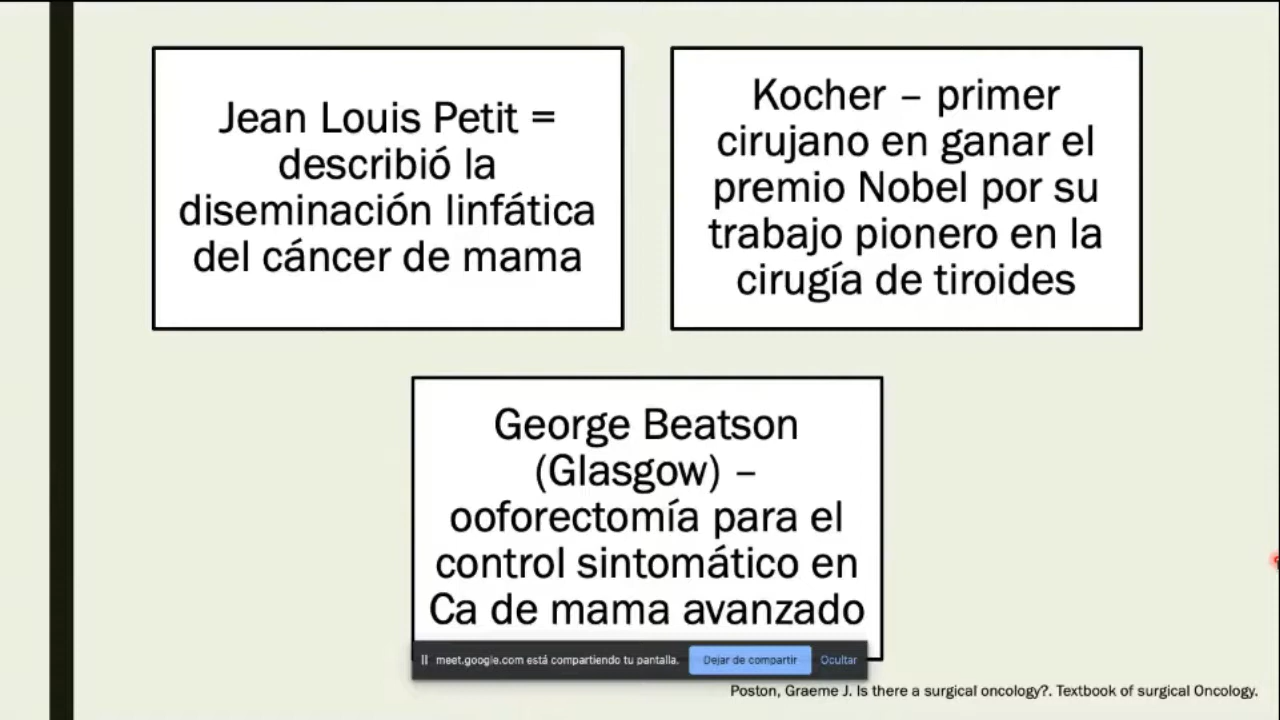 Jean Louis Petit =
describió la
diseminación linfática
del cáncer de mama
Kocher – primer
cirujano en ganar el
premio Nobel por su
trabajo pionero en la
cirugía de tiroides
George Beatson
(Glasgow) –
ooforectomía para el
control sintomático en
Ca de mama avanzado
meet.google.com está compartiendo tu pantalla. Dejar de compartir Ocultar
Poston, Graeme J. Is there a surgical oncology?. Textbook of surgical Oncology.